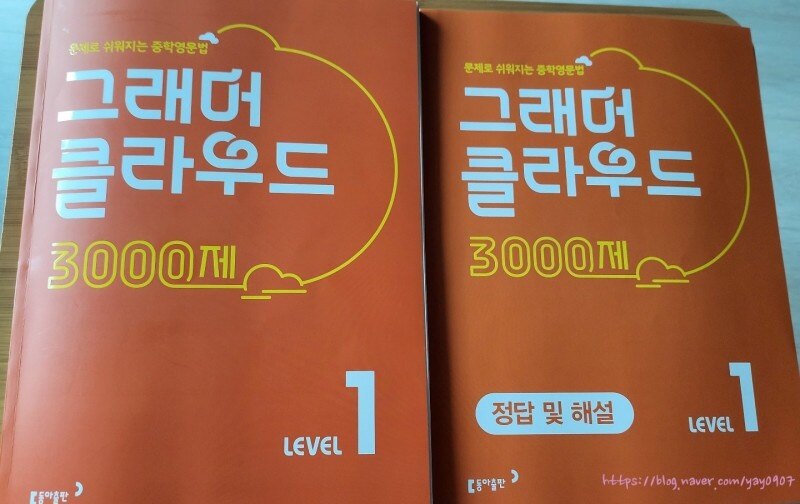 문제로 쉬워지는 중학영문법
그래머
클라우드
3000제
LEVEL 1
동아출판
문제로 쉬워지는 중학영문법
그래머
클라우드
3000제
정답 및 해설
LEVEL 1
동아출판
https://blog.naver.com/yay0907